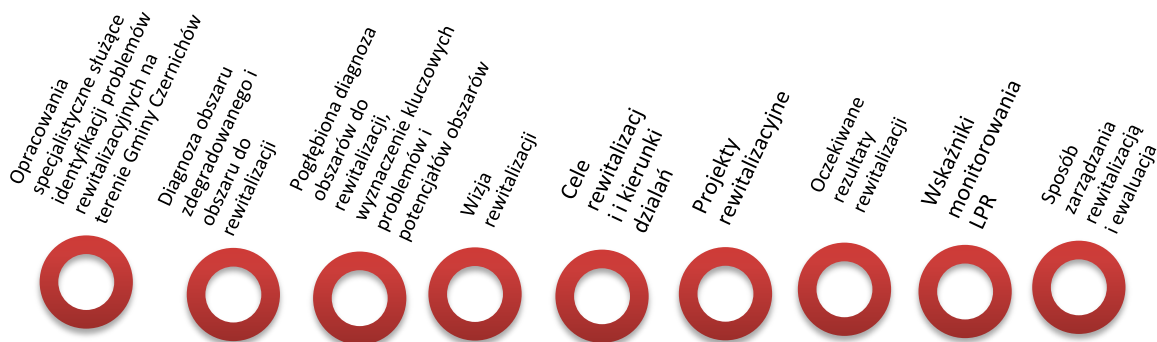 Opracowania
specjalistyczne służące
identyfikacji problemów
rewitalizacyjnych na
terenie Gminy Czernichów
Diagnoza obszaru
zdegradowanego i
obszaru do
rewitalizacji
Pogłębiona diagnoza
obszarów do
rewitalizacji,
wyznaczenie kluczowych
problemów i
potencjałów obszarów
Wizja
rewitalizacji
Cele
rewitalizacj
i i kierunki
działań
Projekty
rewitalizacyjne
Oczekiwane
rezultaty
rewitalizacji
Wskaźniki
monitorowania
LPR
Sposób
zarządzania
rewitalizacją
i ewaluacja